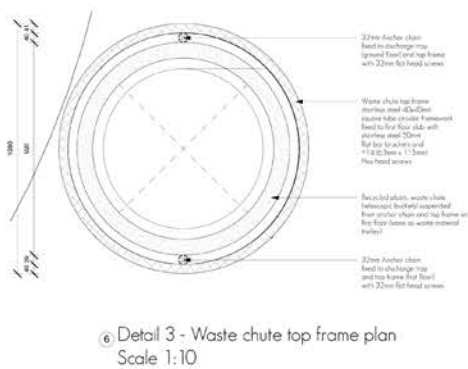 32mm Anchor chain
fixed to discharge tray
(ground floor) and top frame
with 32mm flat head screws
Waste chute top frame
stainless steel 40x40mm
square tube circular framework
fixed to first floor slab with
stainless steel 50mm
flat bar brackets and
Hex head screws
Recycled plastic waste chute
telescopic buckets suspended
from anchor chain and top frame on
first floor (same as waste material
trolley)
32mm Anchor chain
fixed to discharge tray
and top frame (first floor)
with 32mm flat head screws
1080
6 Detail 3 - Waste chute top frame plan
Scale 1:10